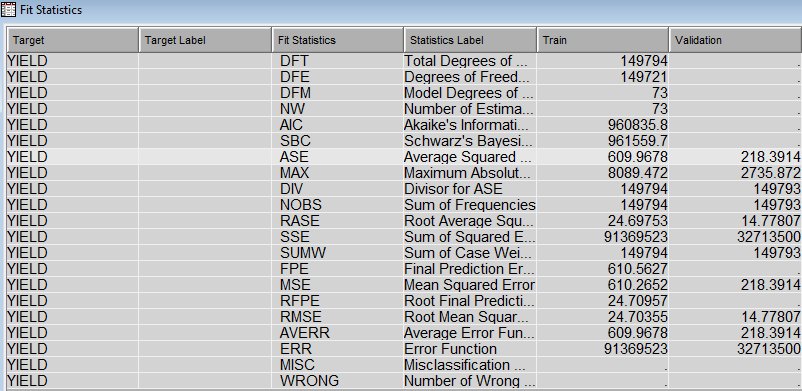 Fit Statistics
Target Target Label Fit Statistics Statistics Label Train Validation
YIELD DFT Total Degrees of ... 149794 .
YIELD DFE Degrees of Freed... 149721 .
YIELD DFM Model Degrees of ... 73 .
YIELD NW Number of Estima... 73 .
YIELD AIC Akaike's Informati... 960835.8 .
YIELD SBC Schwarz's Bayesi... 961559.7 .
YIELD ASE Average Squared ... 609.9678 218.3914
YIELD MAX Maximum Absolut... 8089.472 2735.872
YIELD DIV Divisor for ASE 149794 149793
YIELD NOBS Sum of Frequencies 149794 149793
YIELD RASE Root Average Squ... 24.69753 14.77807
YIELD SSE Sum of Squared E... 91369523 32713500
YIELD SUMW Sum of Case Wei... 149794 149793
YIELD FPE Final Prediction Er... 610.5627 .
YIELD MSE Mean Squared Error 610.2652 218.3914
YIELD RFPE Root Final Predicti... 24.70957 .
YIELD RMSE Root Mean Squar... 24.70355 14.77807
YIELD AVERR Average Error Fun... 609.9678 218.3914
YIELD ERR Error Function 91369523 32713500
YIELD MISC Misclassification ... . .
YIELD WRONG Number of Wrong ... . .